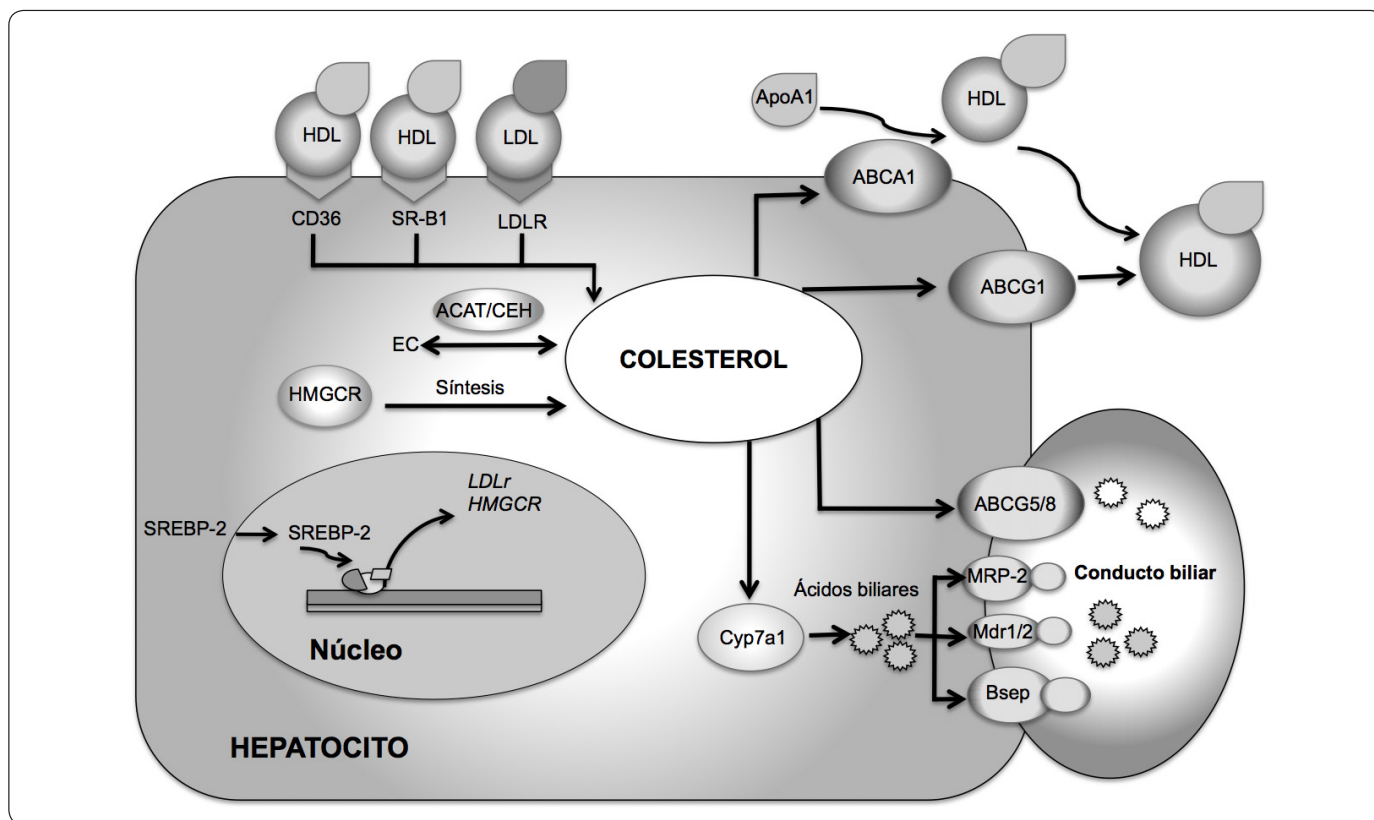 HDL
HDL
LDL
ApoA1
HDL
ABCA1
CD36
SR-B1
LDLR
HDL
ABCG1
ACAT/CEH
EC
COLESTEROL
HMGCR
Síntesis
LDLr
HMGCR
SREBP-2
SREBP-2
Núcleo
HEPATOCITO
ABCG5/8
MRP-2
Conducto biliar
Ácidos biliares
Cyp7a1
Mdr1/2
Bsep